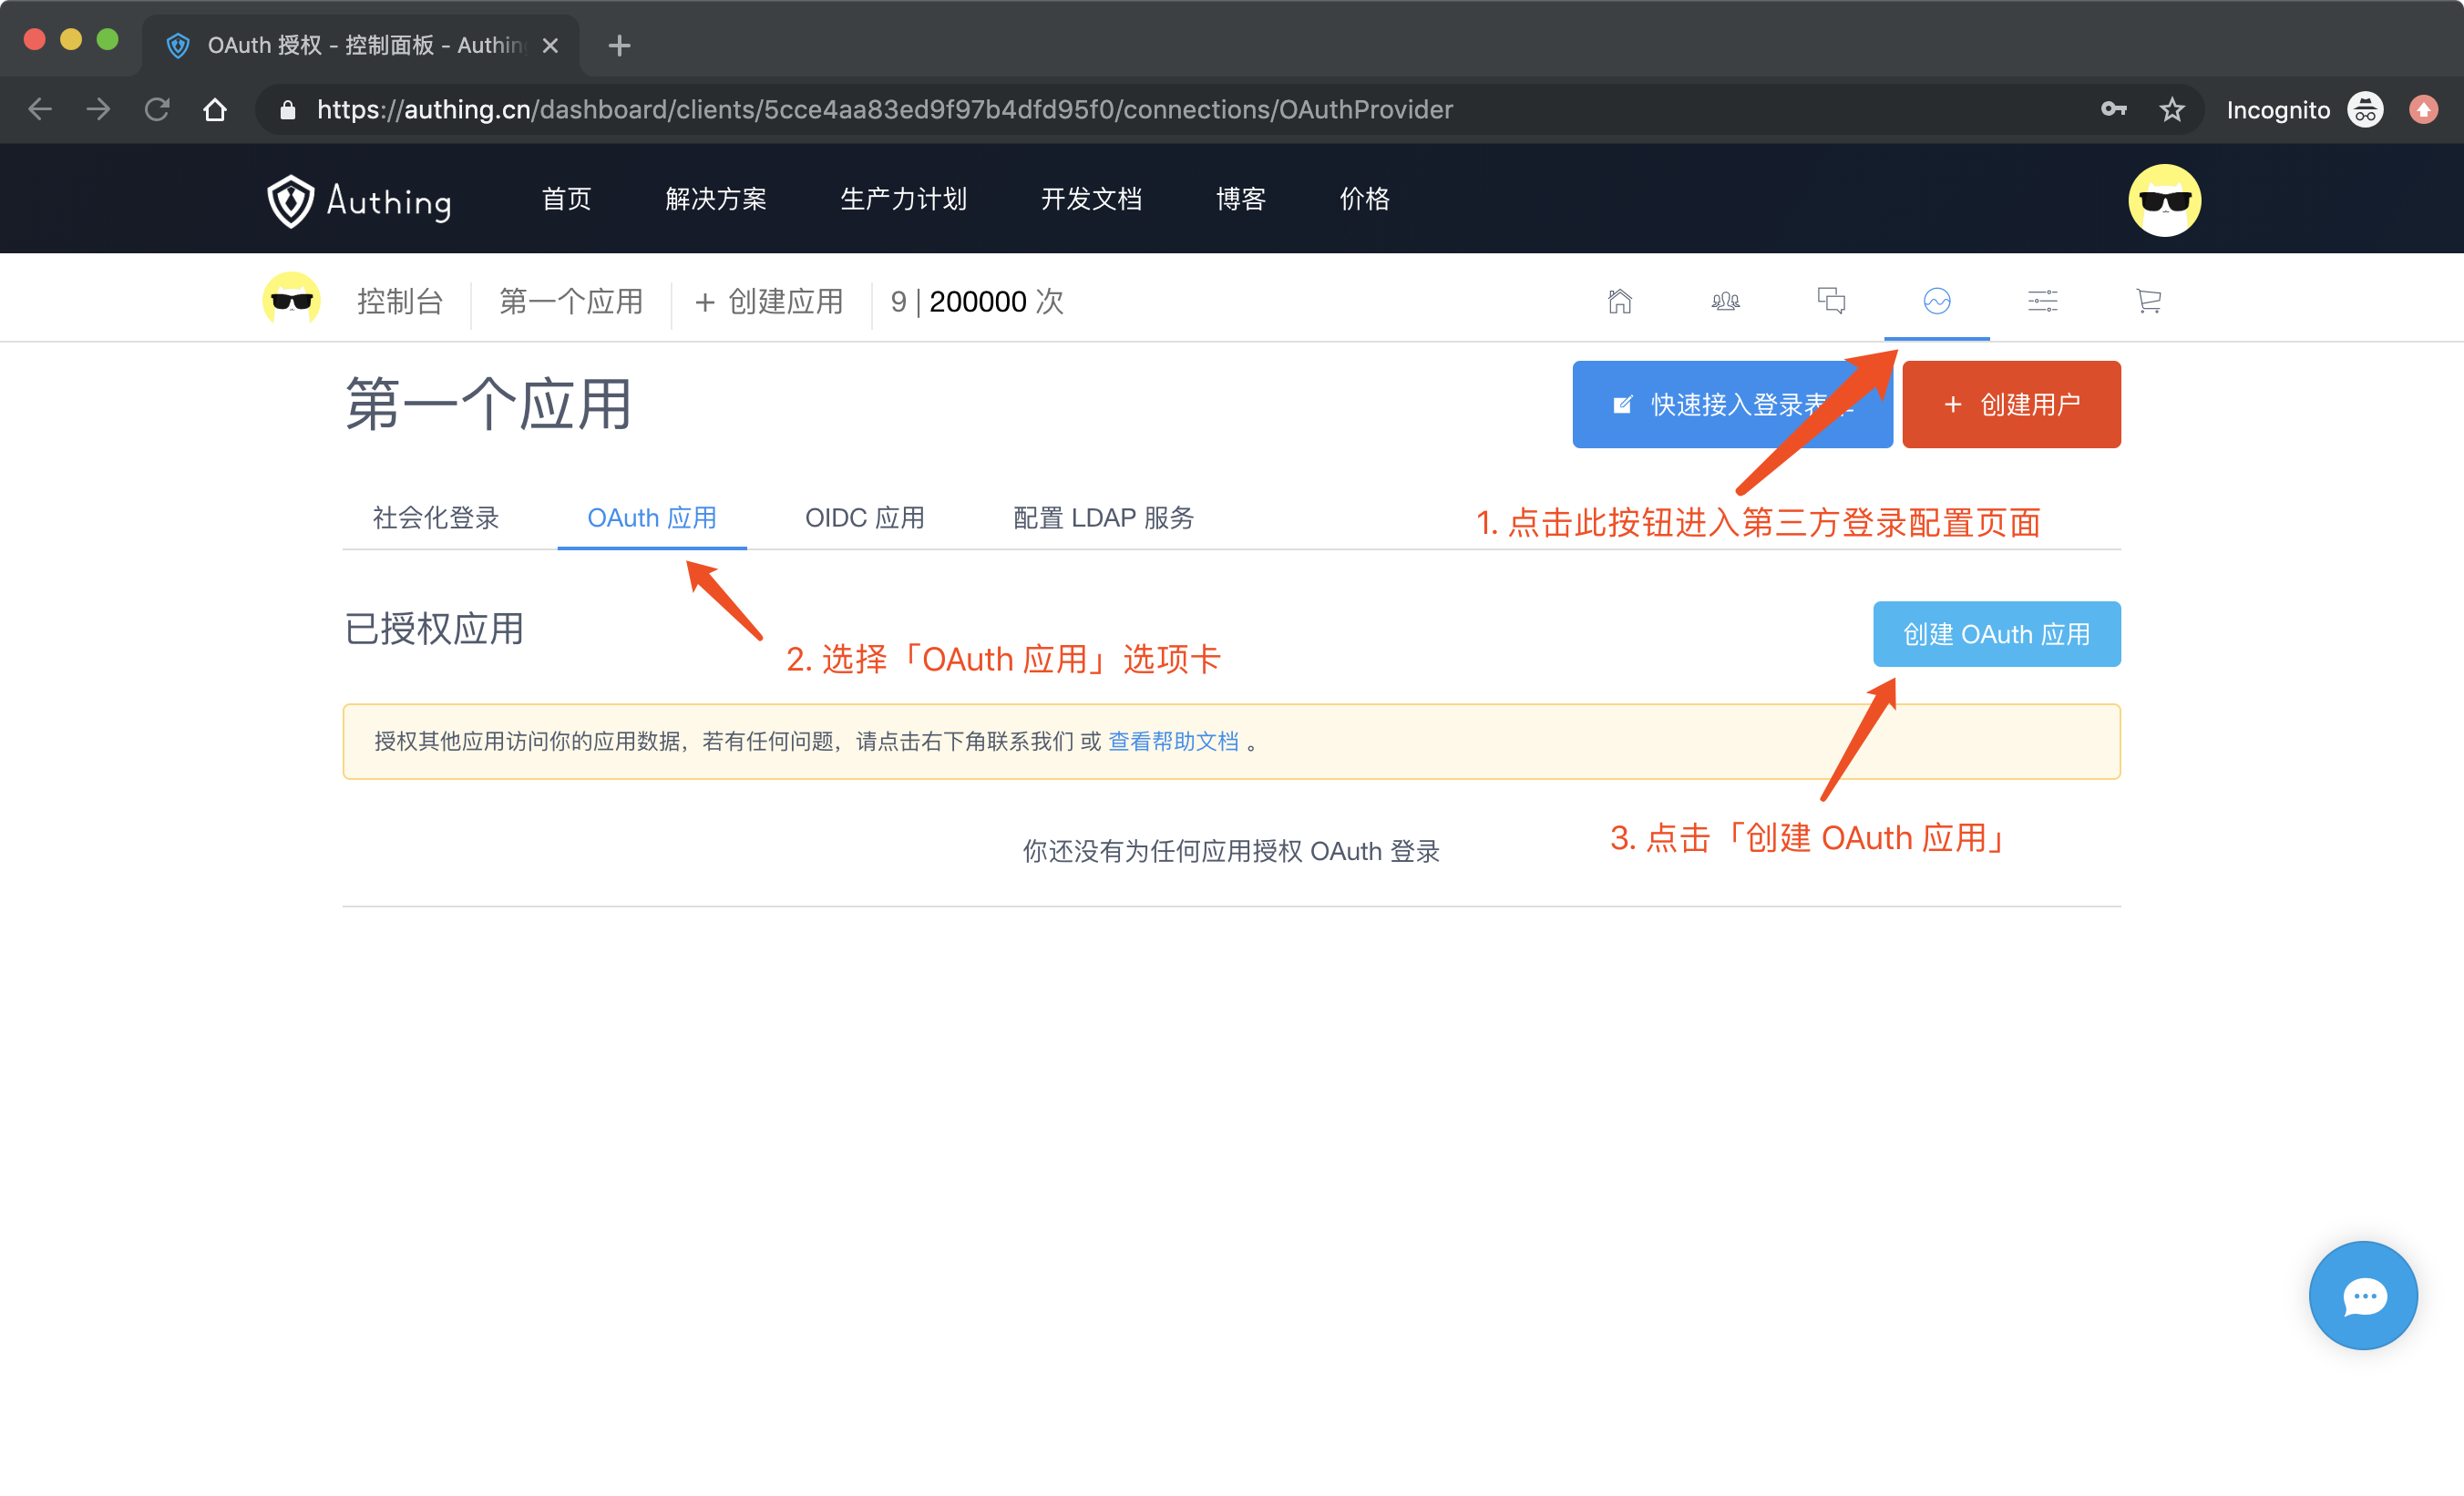 OAuth 授权 - 控制面板 - Authin
https://authing.cn/dashboard/clients/5cce4aa83ed9f97b4dfd95f0/connections/OAuthProvider
Incognito
Authing 首页 解决方案 生产力计划 开发文档 博客 价格
控制台 第一个应用 + 创建应用 9 | 200000 次
第一个应用
快速接入登录表单
+ 创建用户
社会化登录 OAuth 应用 OIDC 应用 配置 LDAP 服务
1. 点击此按钮进入第三方登录配置页面
已授权应用
创建 OAuth 应用
2. 选择「OAuth 应用」选项卡
授权其他应用访问你的应用数据，若有任何问题，请点击右下角联系我们 或 查看帮助文档 。
3. 点击「创建 OAuth 应用」
你还没有为任何应用授权 OAuth 登录